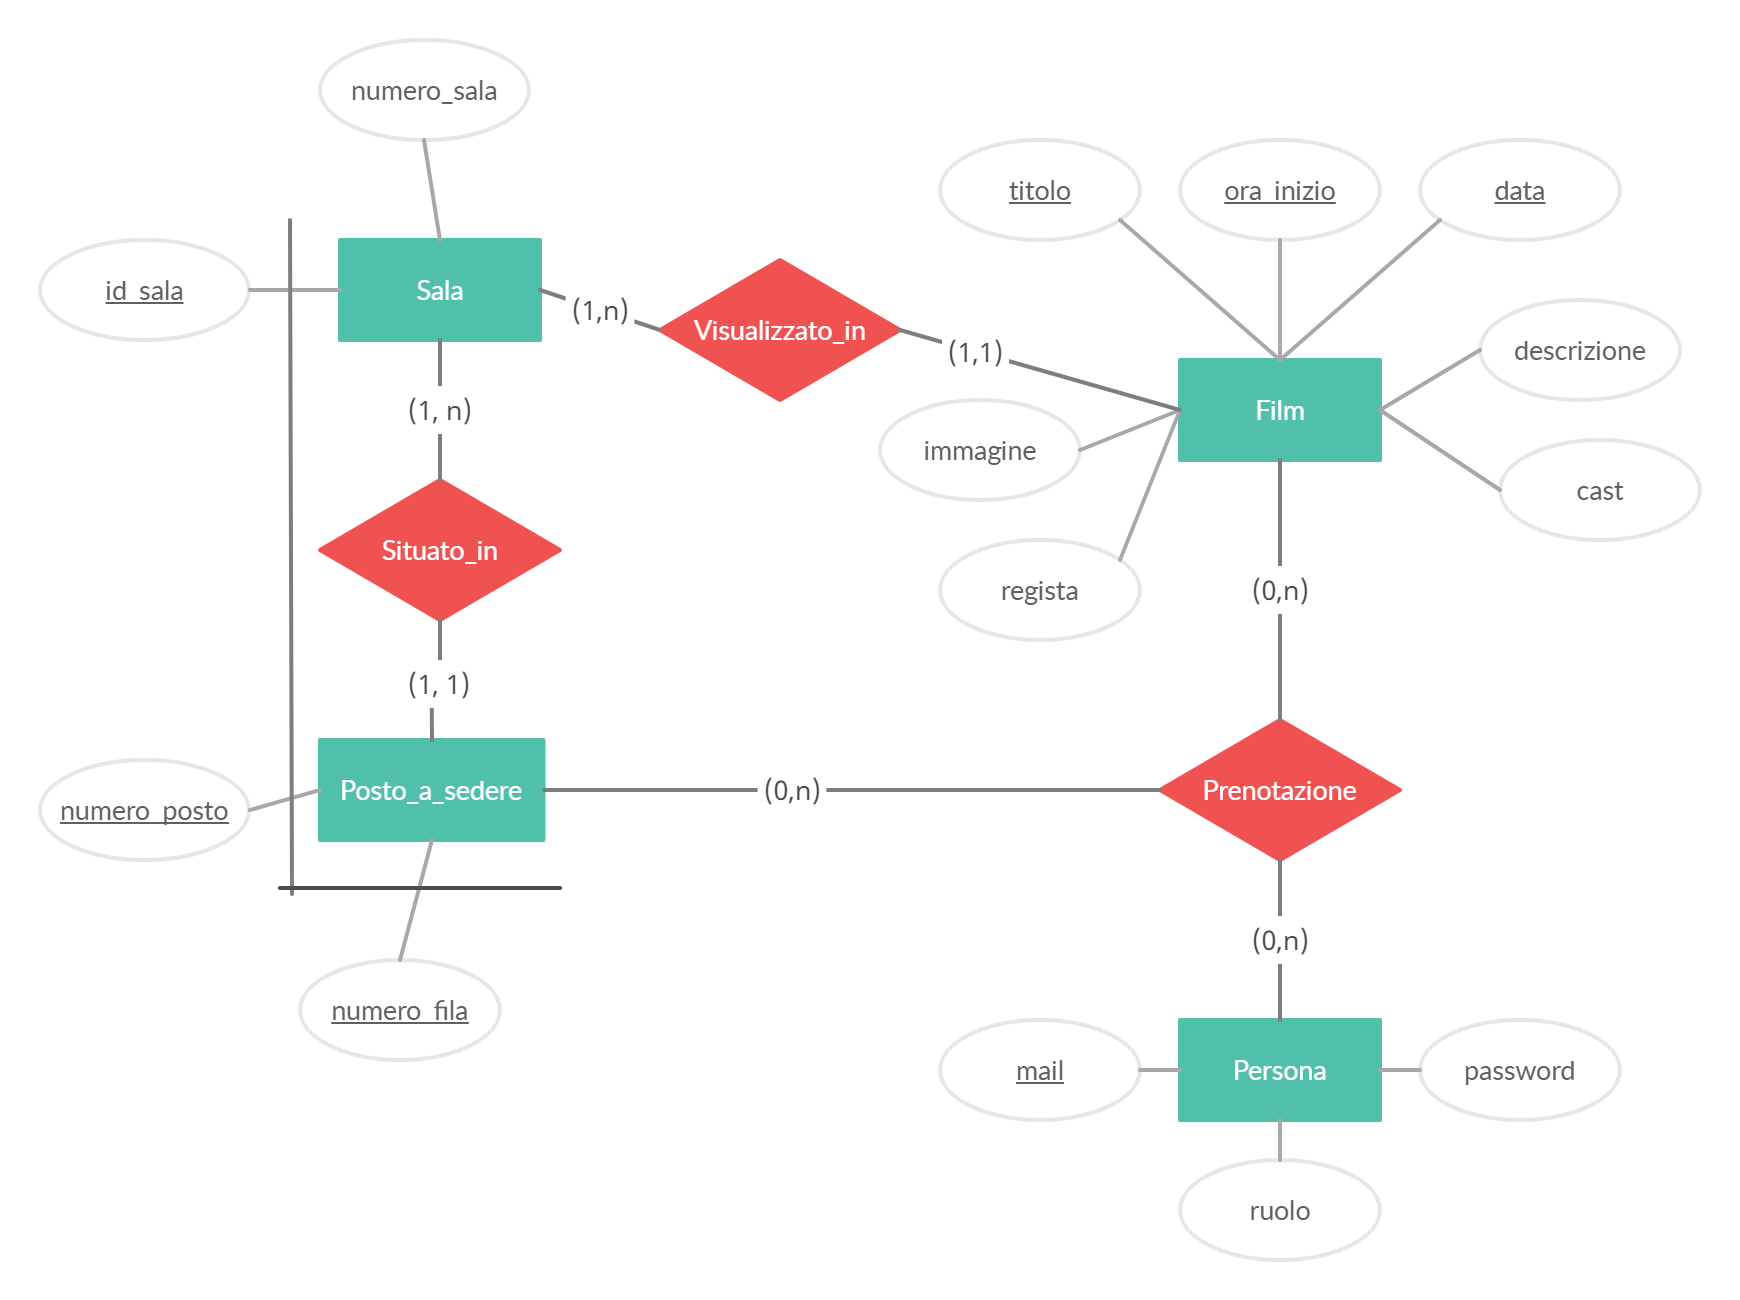 numero_sala
titolo
ora_inizio
data
id_sala
Sala
(1,n)
Visualizzato_in
(1,1)
descrizione
Film
(1, n)
immagine
cast
Situato_in
regista
(0,n)
(1, 1)
numero_posto
Posto_a_sedere
(0,n)
Prenotazione
(0,n)
numero_fila
mail
Persona
password
ruolo